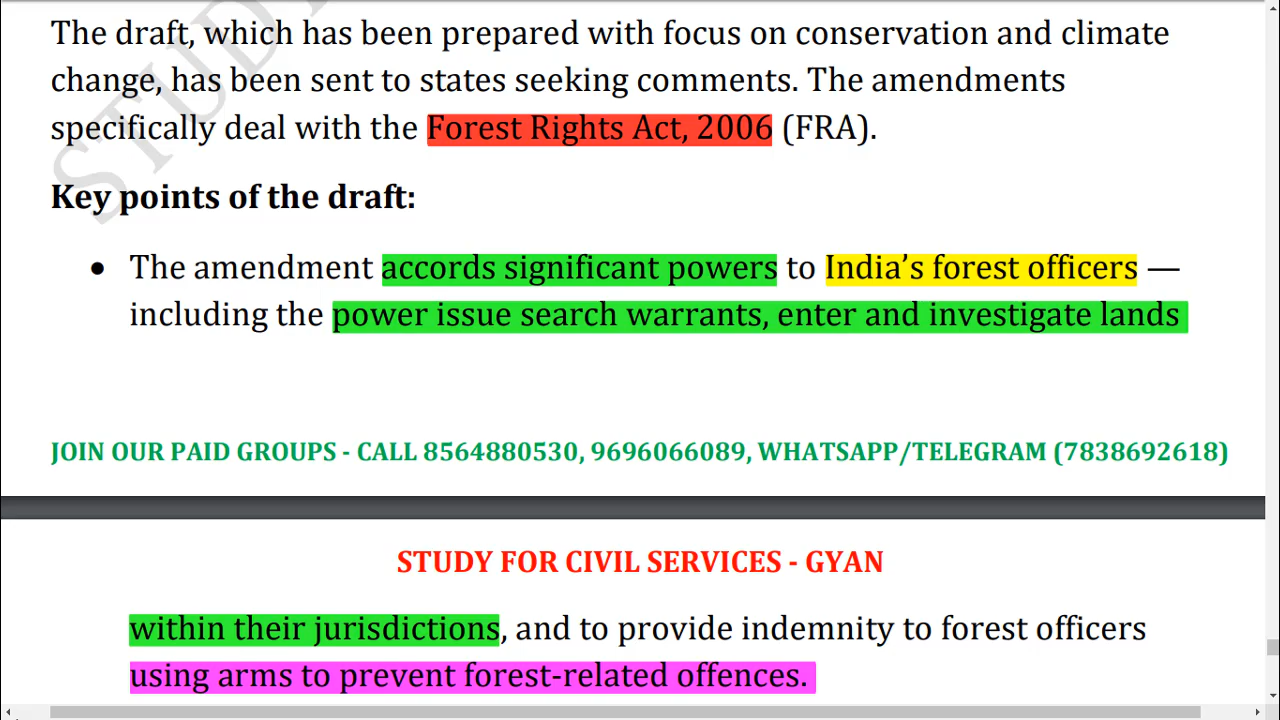 The draft, which has been prepared with focus on conservation and climate
change, has been sent to states seeking comments. The amendments
specifically deal with the Forest Rights Act, 2006 (FRA).
Key points of the draft:
• The amendment accords significant powers to India’s forest officers —
including the power issue search warrants, enter and investigate lands
JOIN OUR PAID GROUPS - CALL 8564880530, 9696066089, WHATSAPP/TELEGRAM (7838692618)
STUDY FOR CIVIL SERVICES - GYAN
within their jurisdictions, and to provide indemnity to forest officers
using arms to prevent forest-related offences.
STUD